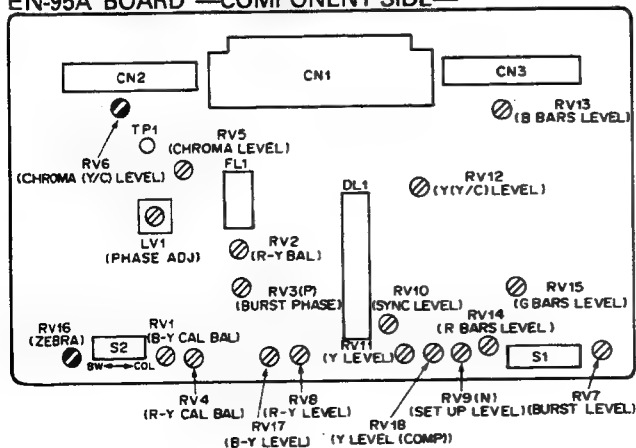 EN-95A BOARD —COMPONENT SIDE—
CN2
CN1
CN3
RV13
(B BARS LEVEL)
TP1
RV5
(CHROMA LEVEL)
RV6
(CHROMA (Y/C) LEVEL)
FL1
DL1
RV12
(Y(Y/C) LEVEL)
LV1
(PHASE ADJ)
RV2
(R-Y BAL)
RV3(P)
(BURST PHASE)
RV10
(SYNC LEVEL)
RV15
(G BARS LEVEL)
RV14
(R BARS LEVEL)
RV16
(ZEBRA)
S2
BW
COL
RV1
(B-Y CAL BAL)
RV11
(Y LEVEL)
S1
RV4
(R-Y CAL BAL)
RV17
(B-Y LEVEL)
RV8
(R-Y LEVEL)
RV18
(Y LEVEL (COMP))
RV9(N)
(SET UP LEVEL)
RV7
(BURST LEVEL)